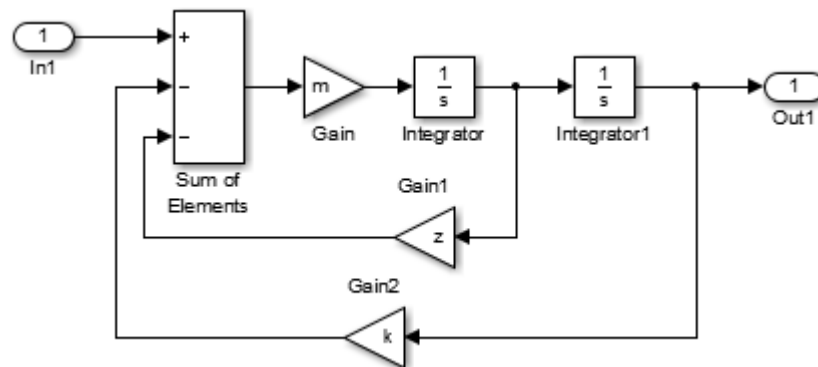 1
In1
+
−
−
Sum of
Elements
m
Gain
1
s
Integrator
1
s
Integrator1
1
Out1
Gain1
z
Gain2
k